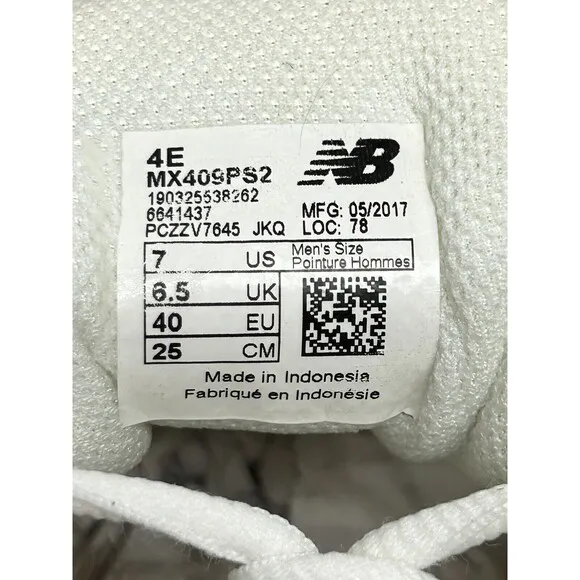 4E
MX409PS2
190325538262
6641437
PCZZV7645 JKQ
NB
MFG: 05/2017
LOC: 78
7 US
6.5 UK
40 EU
25 CM
Men's Size
Pointure Hommes
Made in Indonesia
Fabriqué en Indonésie